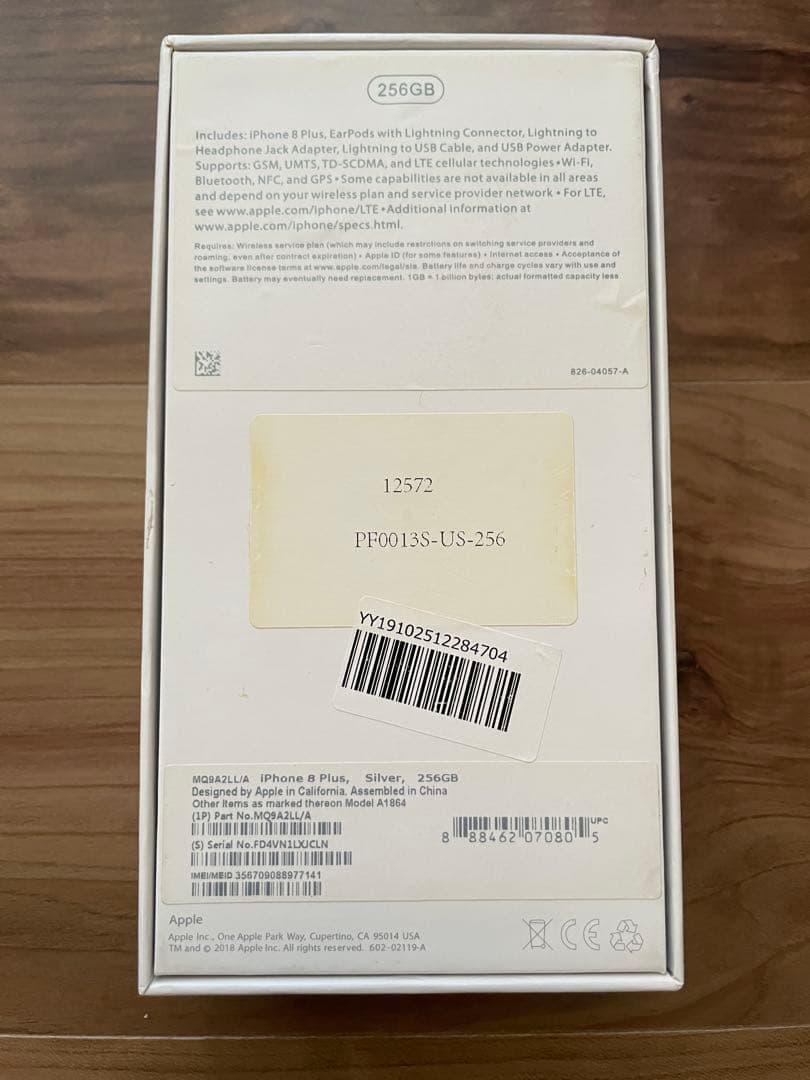 256GB
Includes: iPhone 8 Plus, EarPods with Lightning Connector, Lightning to
Headphone Jack Adapter, Lightning to USB Cable, and USB Power Adapter.
Supports: GSM, UMTS, TD-SCDMA, and LTE cellular technologies • Wi-Fi,
Bluetooth, NFC, and GPS • Some capabilities are not available in all areas
and depend on your wireless plan and service provider network • For LTE,
see www.apple.com/iphone/LTE • Additional information at
www.apple.com/iphone/specs.html.
Requires: Wireless service plan (which may include restrctions on switching service providers and
roaming, even after contract expiration) • Apple ID (for some features) • Internet access • Acceptance of
the software license terms at www.apple.com/legal/sla. Battery life and charge cycles vary with use and
settings. Battery may eventually need replacement. 1GB = 1 billion bytes; actual formatted capacity less
826-04057-A
12572
PF0013S-US-256
YY19102512284704
MQ9A2LL/A iPhone 8 Plus, Silver, 256GB
Designed by Apple in California. Assembled in China
Other Items as marked thereon Model A1864
(1P) Part No.MQ9A2LL/A
(S) Serial No.FD4VN1LXJCLN
IMEI/MEID 356709088977141
UPC
8 88462 07080 5
Apple
Apple Inc., One Apple Park Way, Cupertino, CA 95014 USA
TM and © 2018 Apple Inc. All rights reserved. 602-02119-A
CE